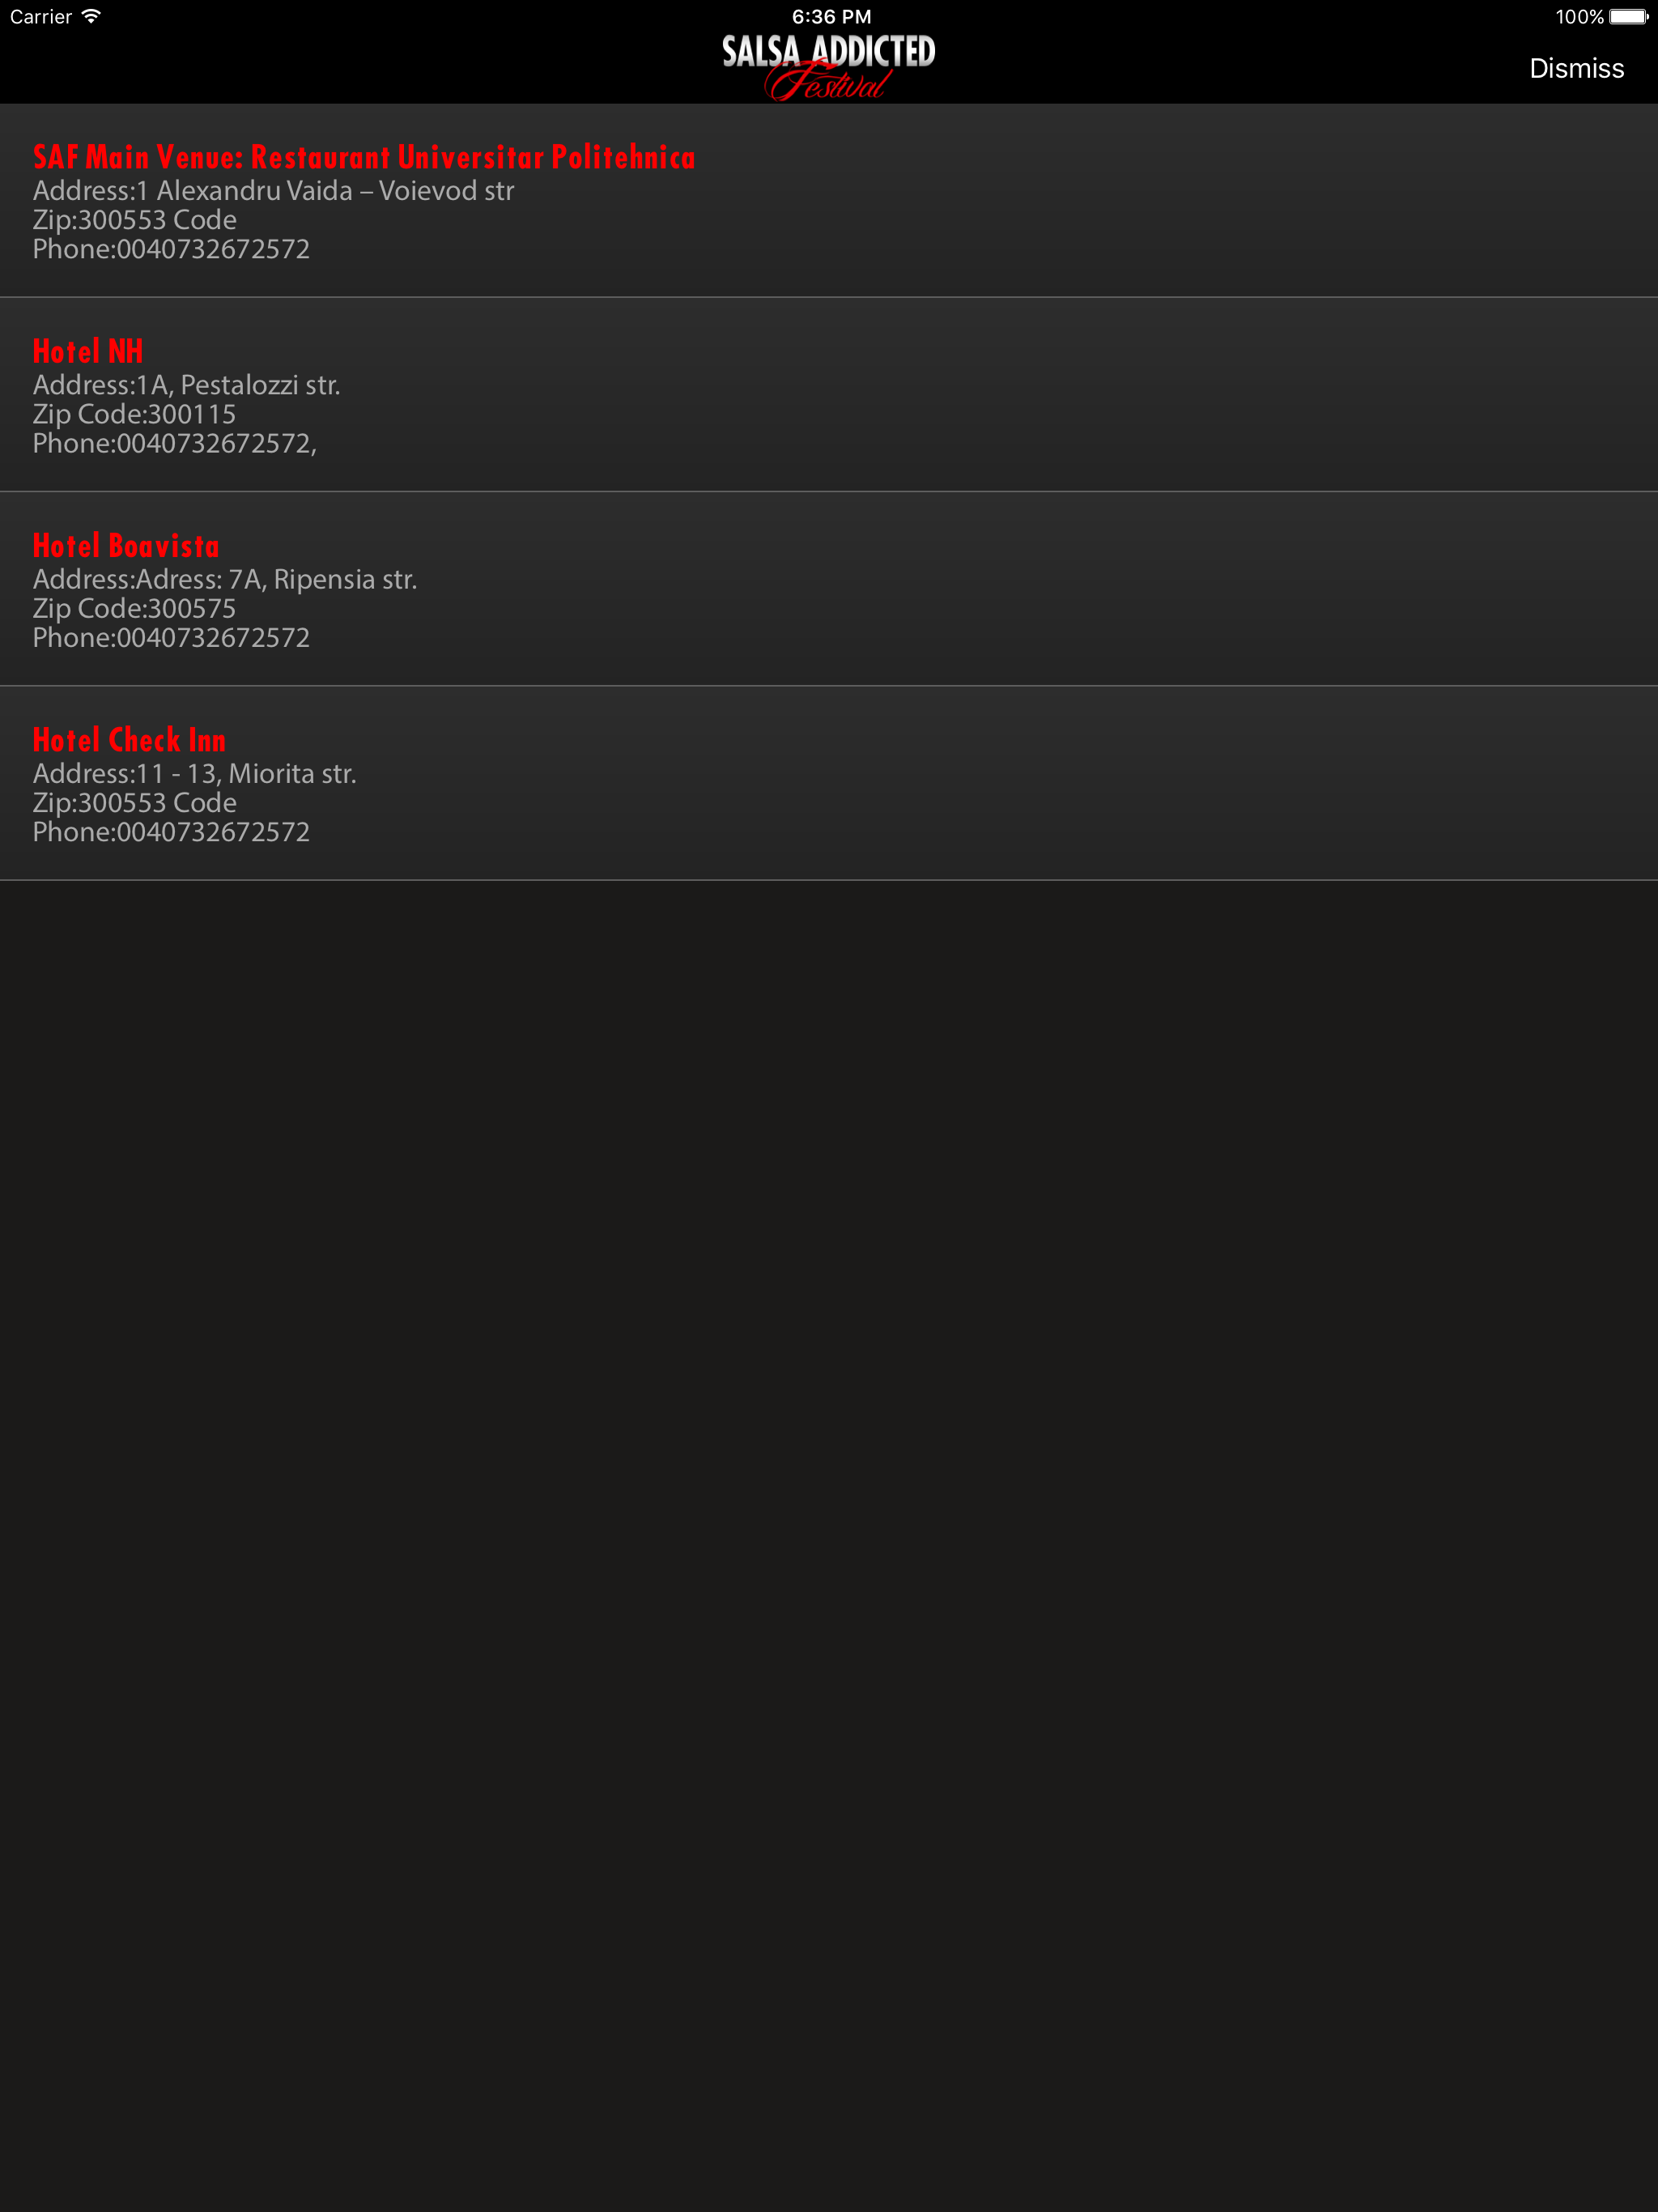 Carrier 6:36 PM 100%
SALSA ADDICTED
Festival
Dismiss
SAF Main Venue: Restaurant Universitar Politehnica
Address:1 Alexandru Vaida – Voievod str
Zip:300553 Code
Phone:0040732672572
Hotel NH
Address:1A, Pestalozzi str.
Zip Code:300115
Phone:0040732672572,
Hotel Boavista
Address:Adress: 7A, Ripensia str.
Zip Code:300575
Phone:0040732672572
Hotel Check Inn
Address:11 - 13, Miorita str.
Zip:300553 Code
Phone:0040732672572